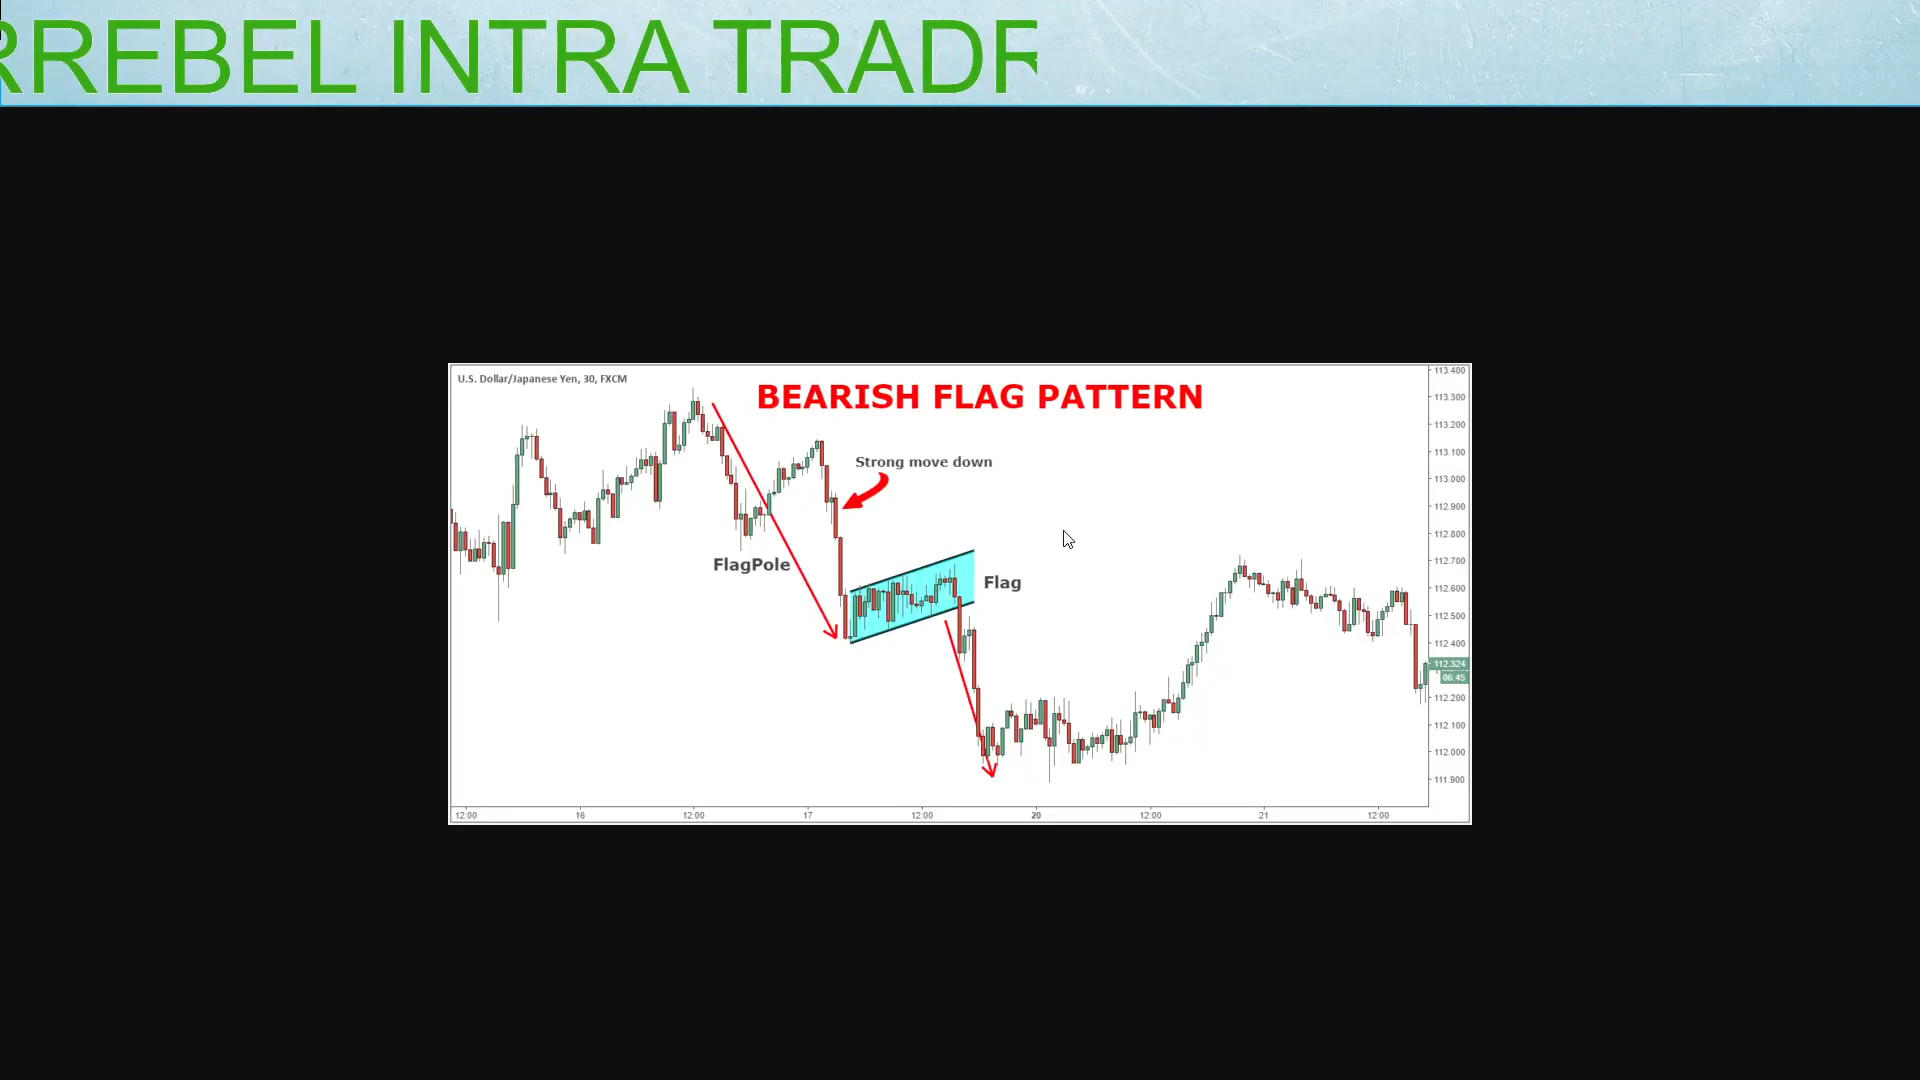 RREBEL INTRA TRADE
U.S. Dollar/Japanese Yen, 30, FXCM
BEARISH FLAG PATTERN
Strong move down
FlagPole
Flag
113.400
113.300
113.200
113.100
113.000
112.900
112.800
112.700
112.600
112.500
112.400
112.324
06:45
112.200
112.100
112.000
111.900
12:00 16 12:00 17 12:00 20 12:00 21 12:00